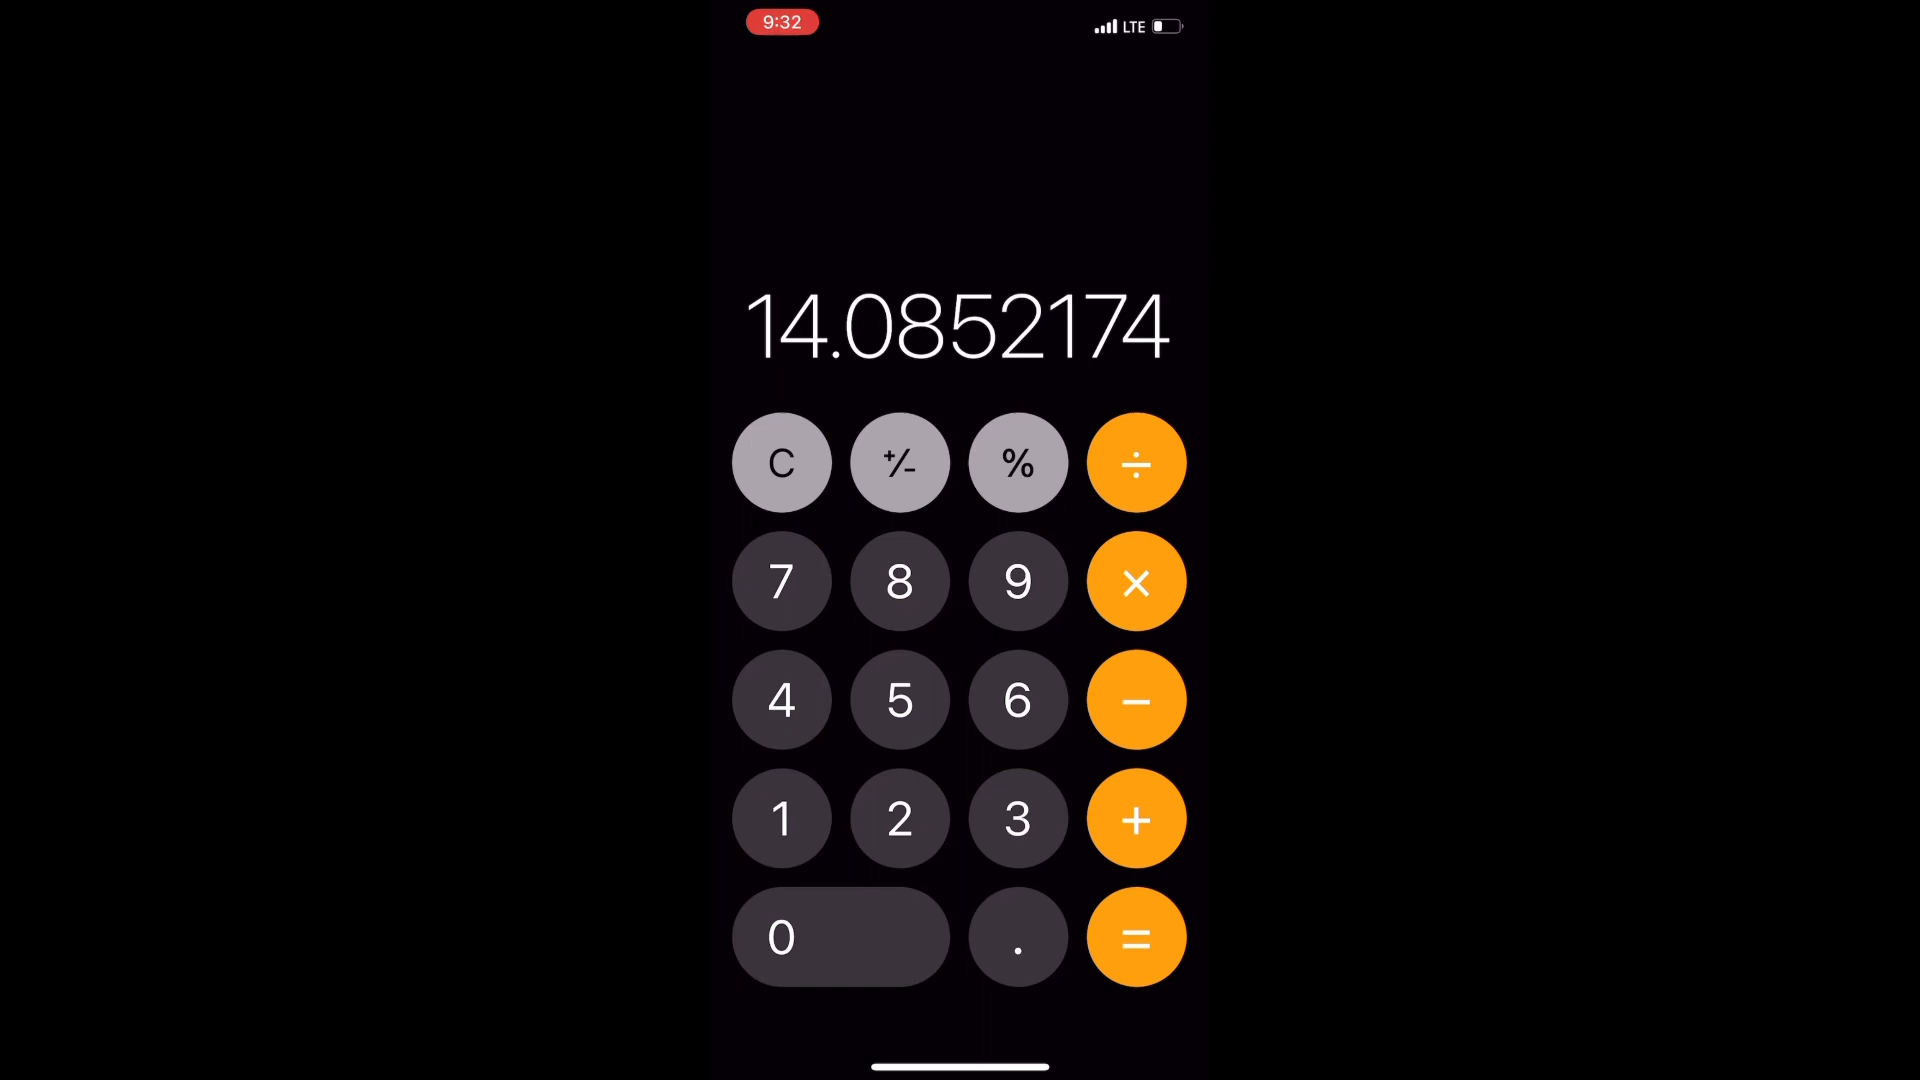 9:32 LTE
14.0852174
C +/- % ÷
7 8 9 ×
4 5 6 −
1 2 3 +
0 . =